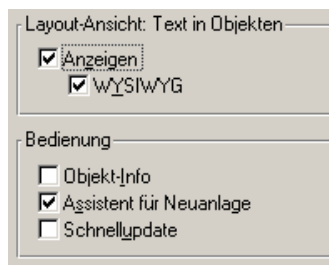 Layout-Ansicht: Text in Objekten
Anzeigen
WYSIWYG
Bedienung
Objekt-Info
Assistent für Neuanlage
Schnellupdate